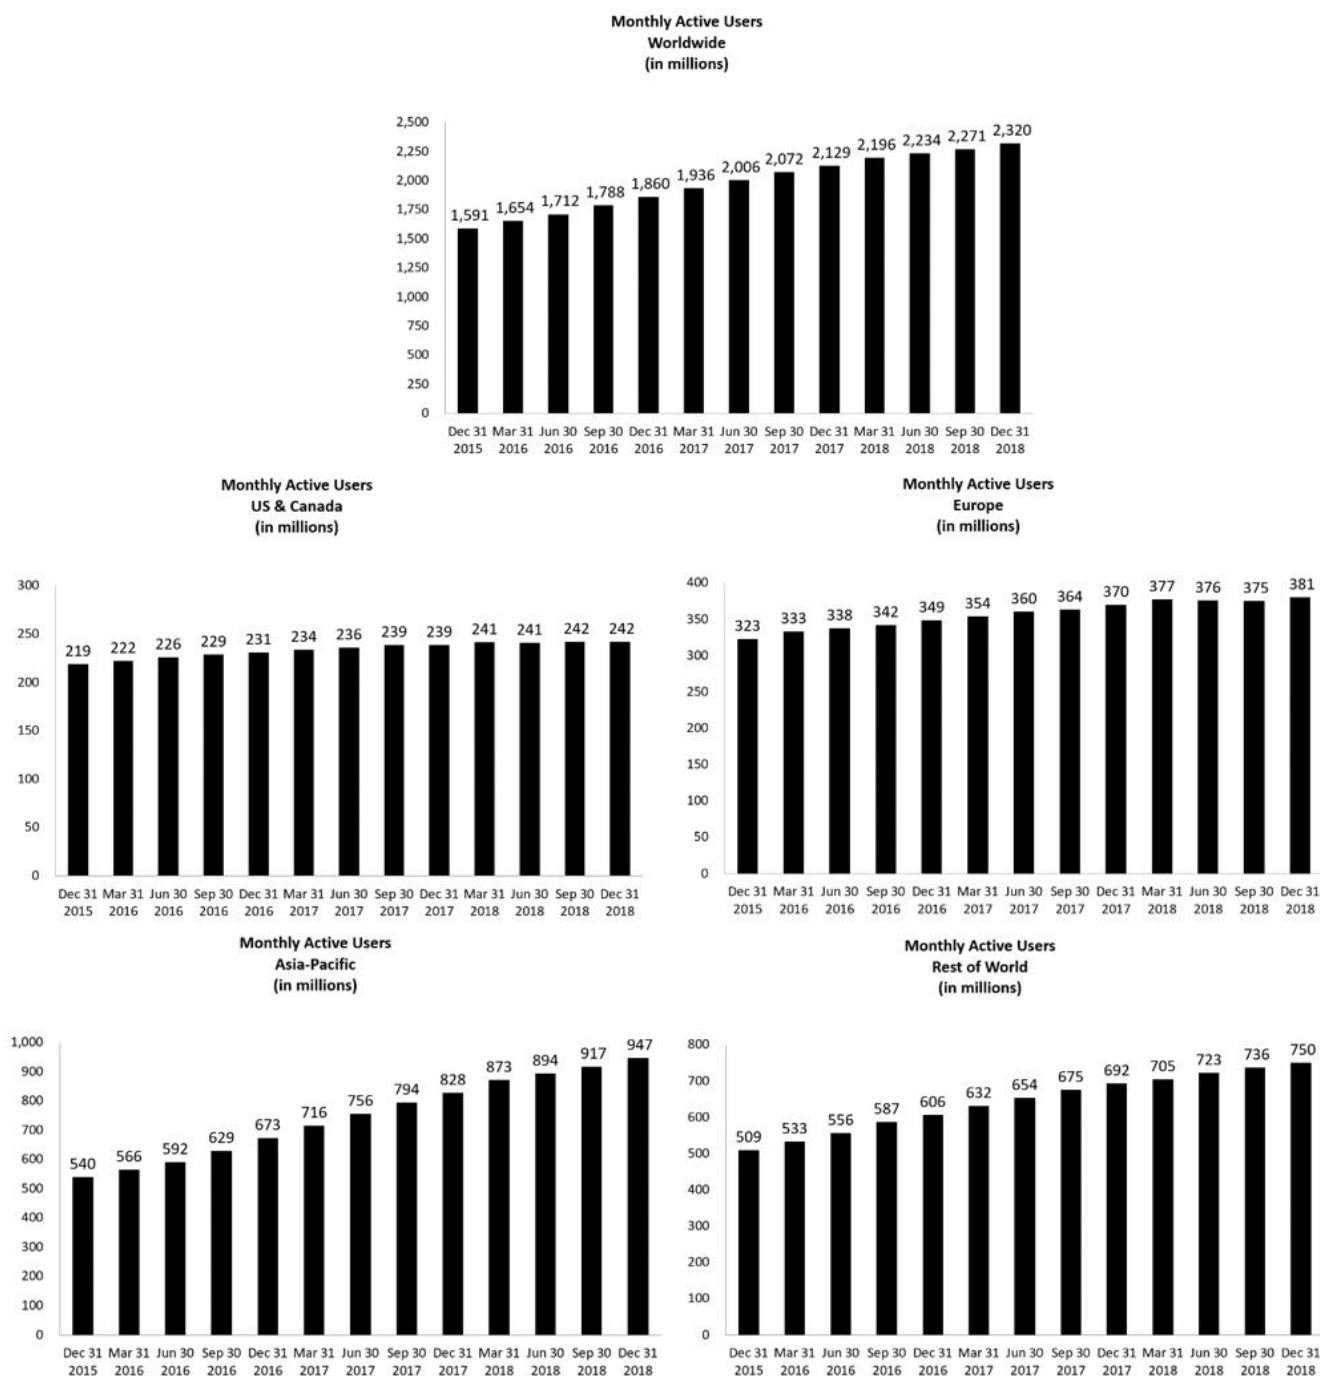 Monthly Active Users
Worldwide
(in millions)
2,500
2,250
2,000
1,750
1,500
1,250
1,000
750
500
250
0
1,591 1,654 1,712 1,788 1,860 1,936 2,006 2,072 2,129 2,196 2,234 2,271 2,320
Dec 31 Mar 31 Jun 30 Sep 30 Dec 31 Mar 31 Jun 30 Sep 30 Dec 31 Mar 31 Jun 30 Sep 30 Dec 31
2015 2016 2016 2016 2016 2017 2017 2017 2017 2018 2018 2018 2018
Monthly Active Users
US & Canada
(in millions)
300
250
200
150
100
50
0
219 222 226 229 231 234 236 239 239 241 241 242 242
Dec 31 Mar 31 Jun 30 Sep 30 Dec 31 Mar 31 Jun 30 Sep 30 Dec 31 Mar 31 Jun 30 Sep 30 Dec 31
2015 2016 2016 2016 2016 2017 2017 2017 2017 2018 2018 2018 2018
Monthly Active Users
Europe
(in millions)
400
350
300
250
200
150
100
50
0
323 333 338 342 349 354 360 364 370 377 376 375 381
Dec 31 Mar 31 Jun 30 Sep 30 Dec 31 Mar 31 Jun 30 Sep 30 Dec 31 Mar 31 Jun 30 Sep 30 Dec 31
2015 2016 2016 2016 2016 2017 2017 2017 2017 2018 2018 2018 2018
Monthly Active Users
Asia-Pacific
(in millions)
1,000
900
800
700
600
500
400
300
200
100
0
540 566 592 629 673 716 756 794 828 873 894 917 947
Dec 31 Mar 31 Jun 30 Sep 30 Dec 31 Mar 31 Jun 30 Sep 30 Dec 31 Mar 31 Jun 30 Sep 30 Dec 31
2015 2016 2016 2016 2016 2017 2017 2017 2017 2018 2018 2018 2018
Monthly Active Users
Rest of World
(in millions)
800
700
600
500
400
300
200
100
0
509 533 556 587 606 632 654 675 692 705 723 736 750
Dec 31 Mar 31 Jun 30 Sep 30 Dec 31 Mar 31 Jun 30 Sep 30 Dec 31 Mar 31 Jun 30 Sep 30 Dec 31
2015 2016 2016 2016 2016 2017 2017 2017 2017 2018 2018 2018 2018